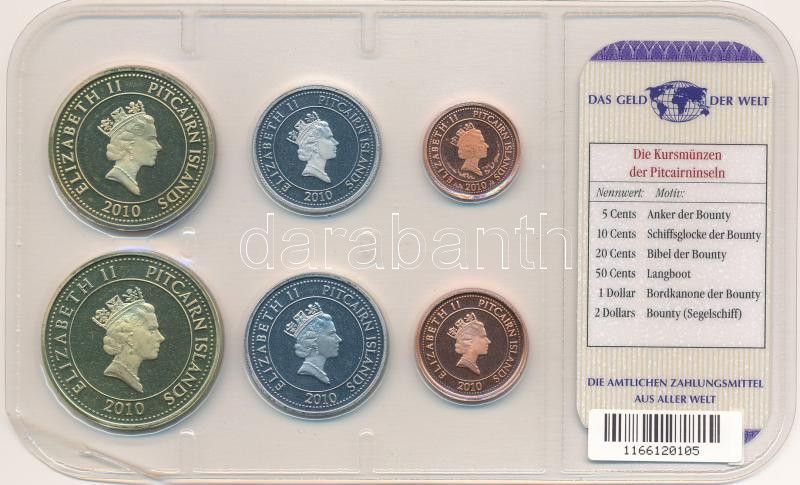 ELIZABETH II PITCAIRN ISLANDS
2010
ELIZABETH II PITCAIRN ISLANDS
2010
ELIZABETH II PITCAIRN ISLANDS
2010
ELIZABETH II PITCAIRN ISLANDS
2010
ELIZABETH II PITCAIRN ISLANDS
2010
ELIZABETH II PITCAIRN ISLANDS
2010
darabanth
DAS GELD DER WELT
Die Kursmünzen
der Pitcairninseln
Nennwert: Motiv:
5 Cents Anker der Bounty
10 Cents Schiffsglocke der Bounty
20 Cents Bibel der Bounty
50 Cents Langboot
1 Dollar Bordkanone der Bounty
2 Dollars Bounty (Segelschiff)
DIE AMTLICHEN ZAHLUNGSMITTEL
AUS ALLER WELT
1166120105